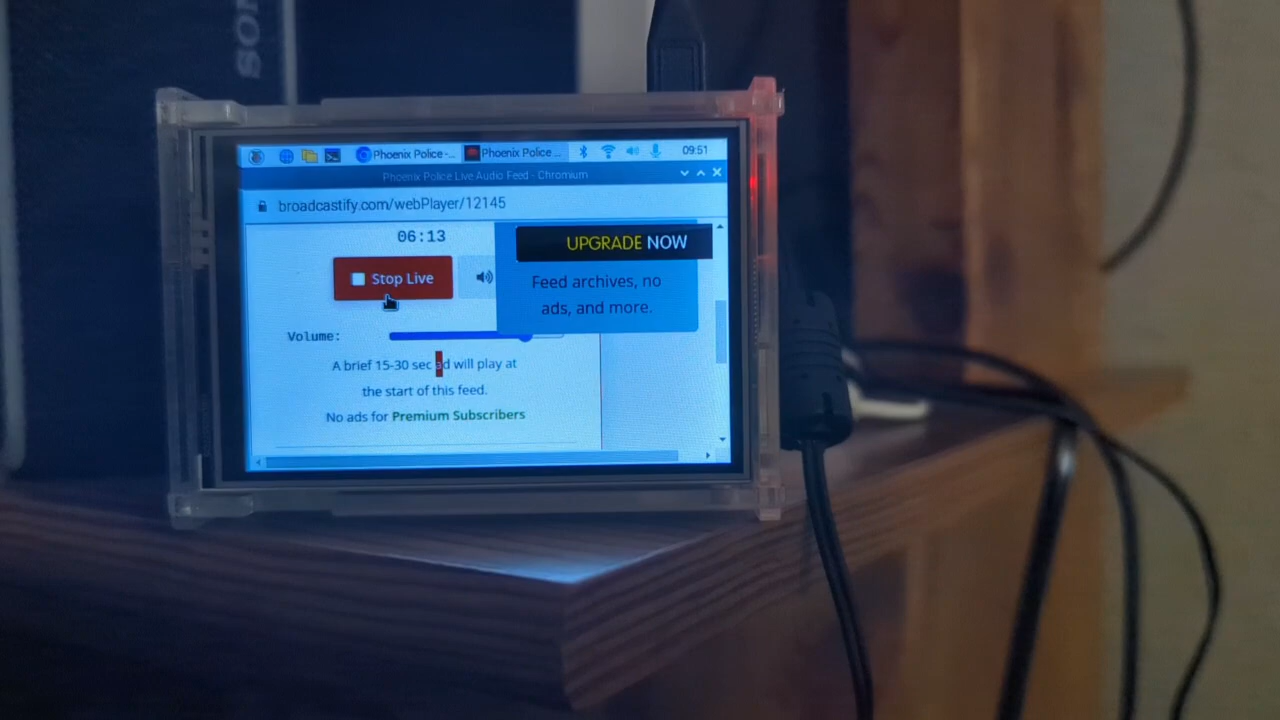 SON
Phoenix Police -...
Phoenix Police ...
09:51
Phoenix Police Live Audio Feed - Chromium
broadcastify.com/webPlayer/12145
06:13
UPGRADE NOW
Stop Live
Feed archives, no
ads, and more.
Volume:
A brief 15-30 sec ad will play at
the start of this feed.
No ads for Premium Subscribers